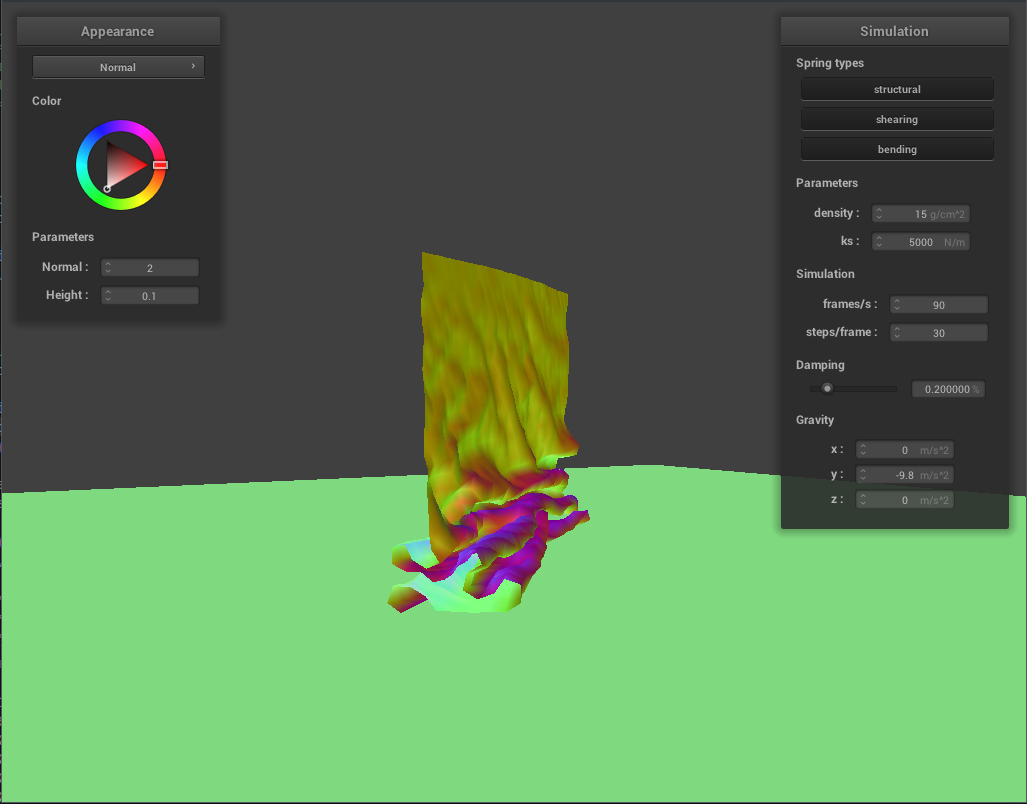 Appearance
Normal
Color
Parameters
Normal : 2
Height : 0.1
Simulation
Spring types
structural
shearing
bending
Parameters
density : 15 g/cm^2
ks : 5000 N/m
Simulation
frames/s : 90
steps/frame : 30
Damping
0.200000 %
Gravity
x : 0 m/s^2
y : -9.8 m/s^2
z : 0 m/s^2